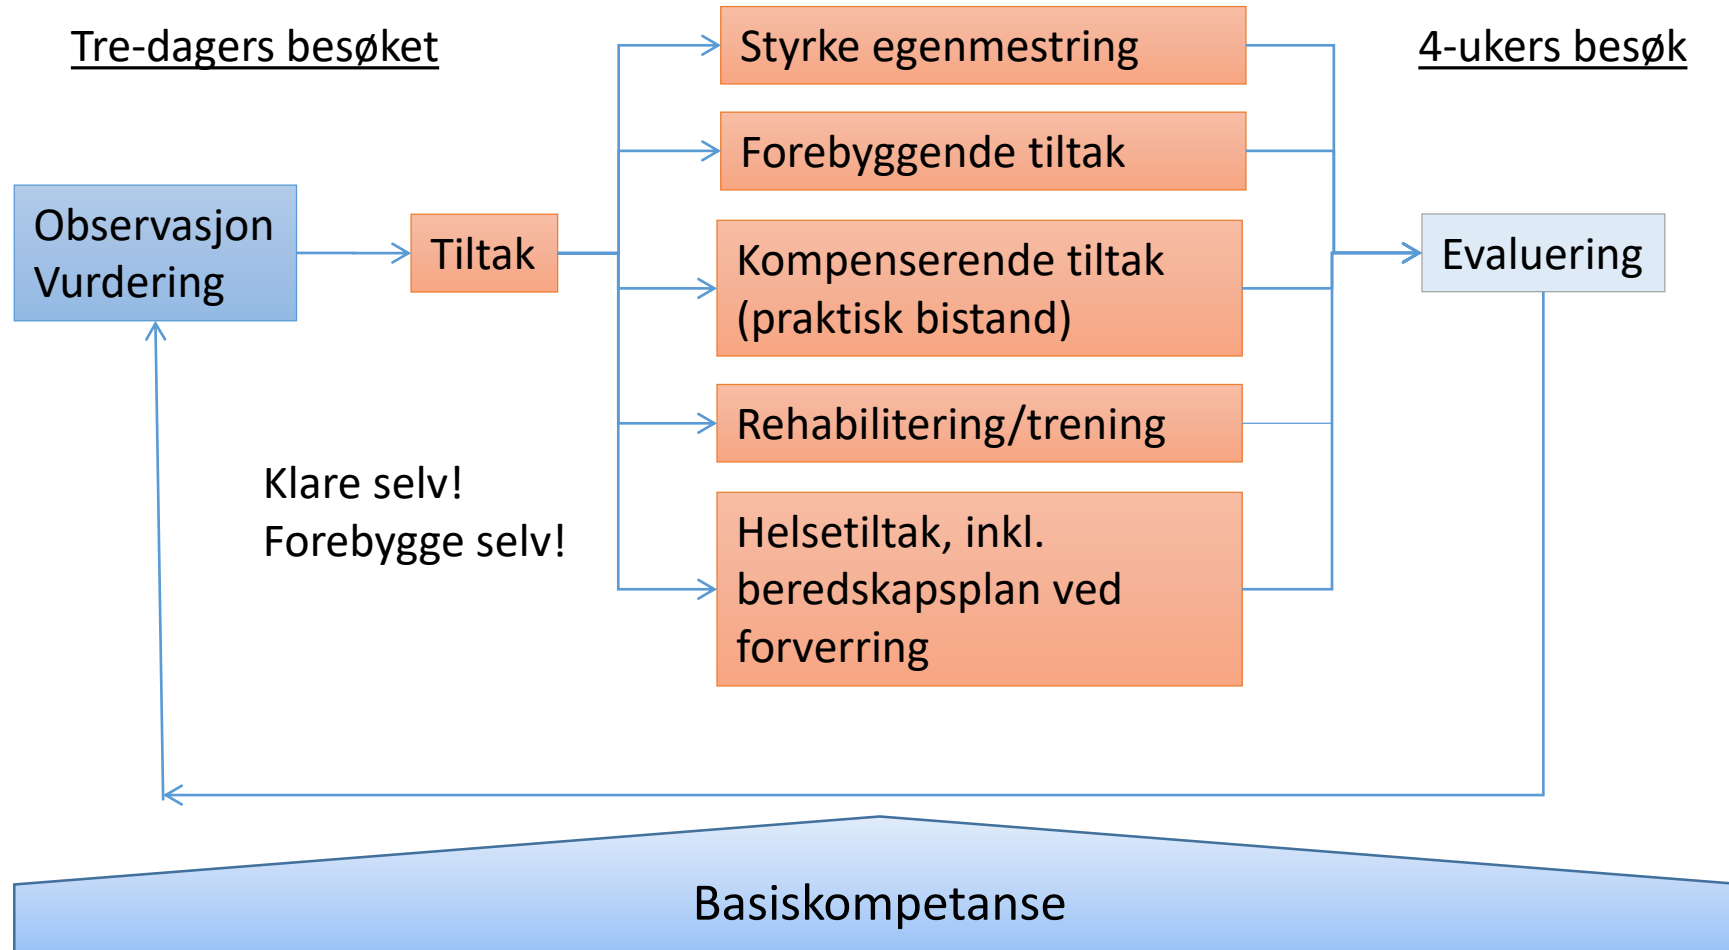 Tre-dagers besøket
4-ukers besøk
Observasjon
Vurdering
Tiltak
Styrke egenmestring
Forebyggende tiltak
Kompenserende tiltak
(praktisk bistand)
Rehabilitering/trening
Helsetiltak, inkl.
beredskapsplan ved
forverring
Evaluering
Klare selv!
Forebygge selv!
Basiskompetanse